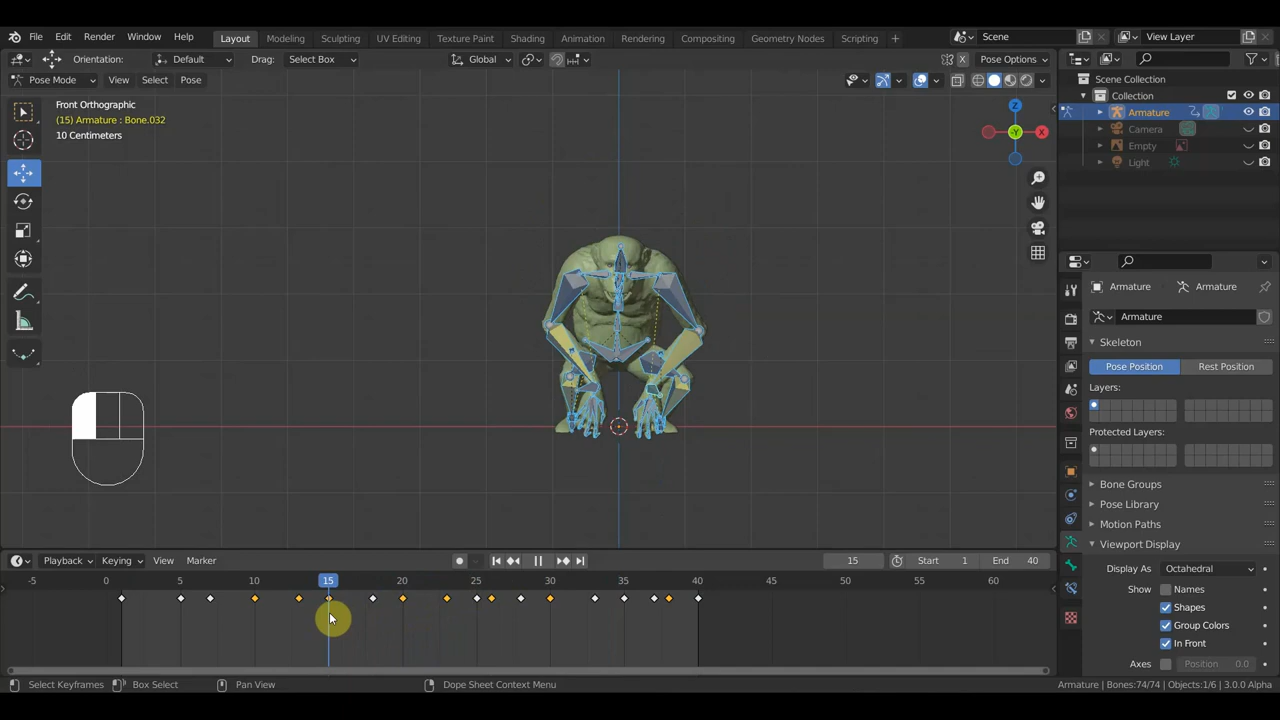 File Edit Render Window Help Layout Modeling Sculpting UV Editing Texture Paint Shading Animation Rendering Compositing Geometry Nodes Scripting + Scene View Layer
Orientation: Default Drag: Select Box Global X Pose Options
Pose Mode View Select Pose
Scene Collection
Collection
Armature
Camera
Empty
Light
Front Orthographic
(15) Armature : Bone.032
10 Centimeters
Z
X
-Y
Armature Armature
Armature
Skeleton
Pose Position Rest Position
Layers:
Protected Layers:
Bone Groups
Pose Library
Motion Paths
Viewport Display
Display As Octahedral
Show Names
Shapes
Group Colors
In Front
Axes Position 0.0
Playback Keying View Marker 15 Start 1 End 40
-5 0 5 10 15 20 25 30 35 40 45 50 55 60
Select Keyframes Box Select Pan View Dope Sheet Context Menu Armature | Bones:74/74 | Objects:1/6 | 3.0.0 Alpha